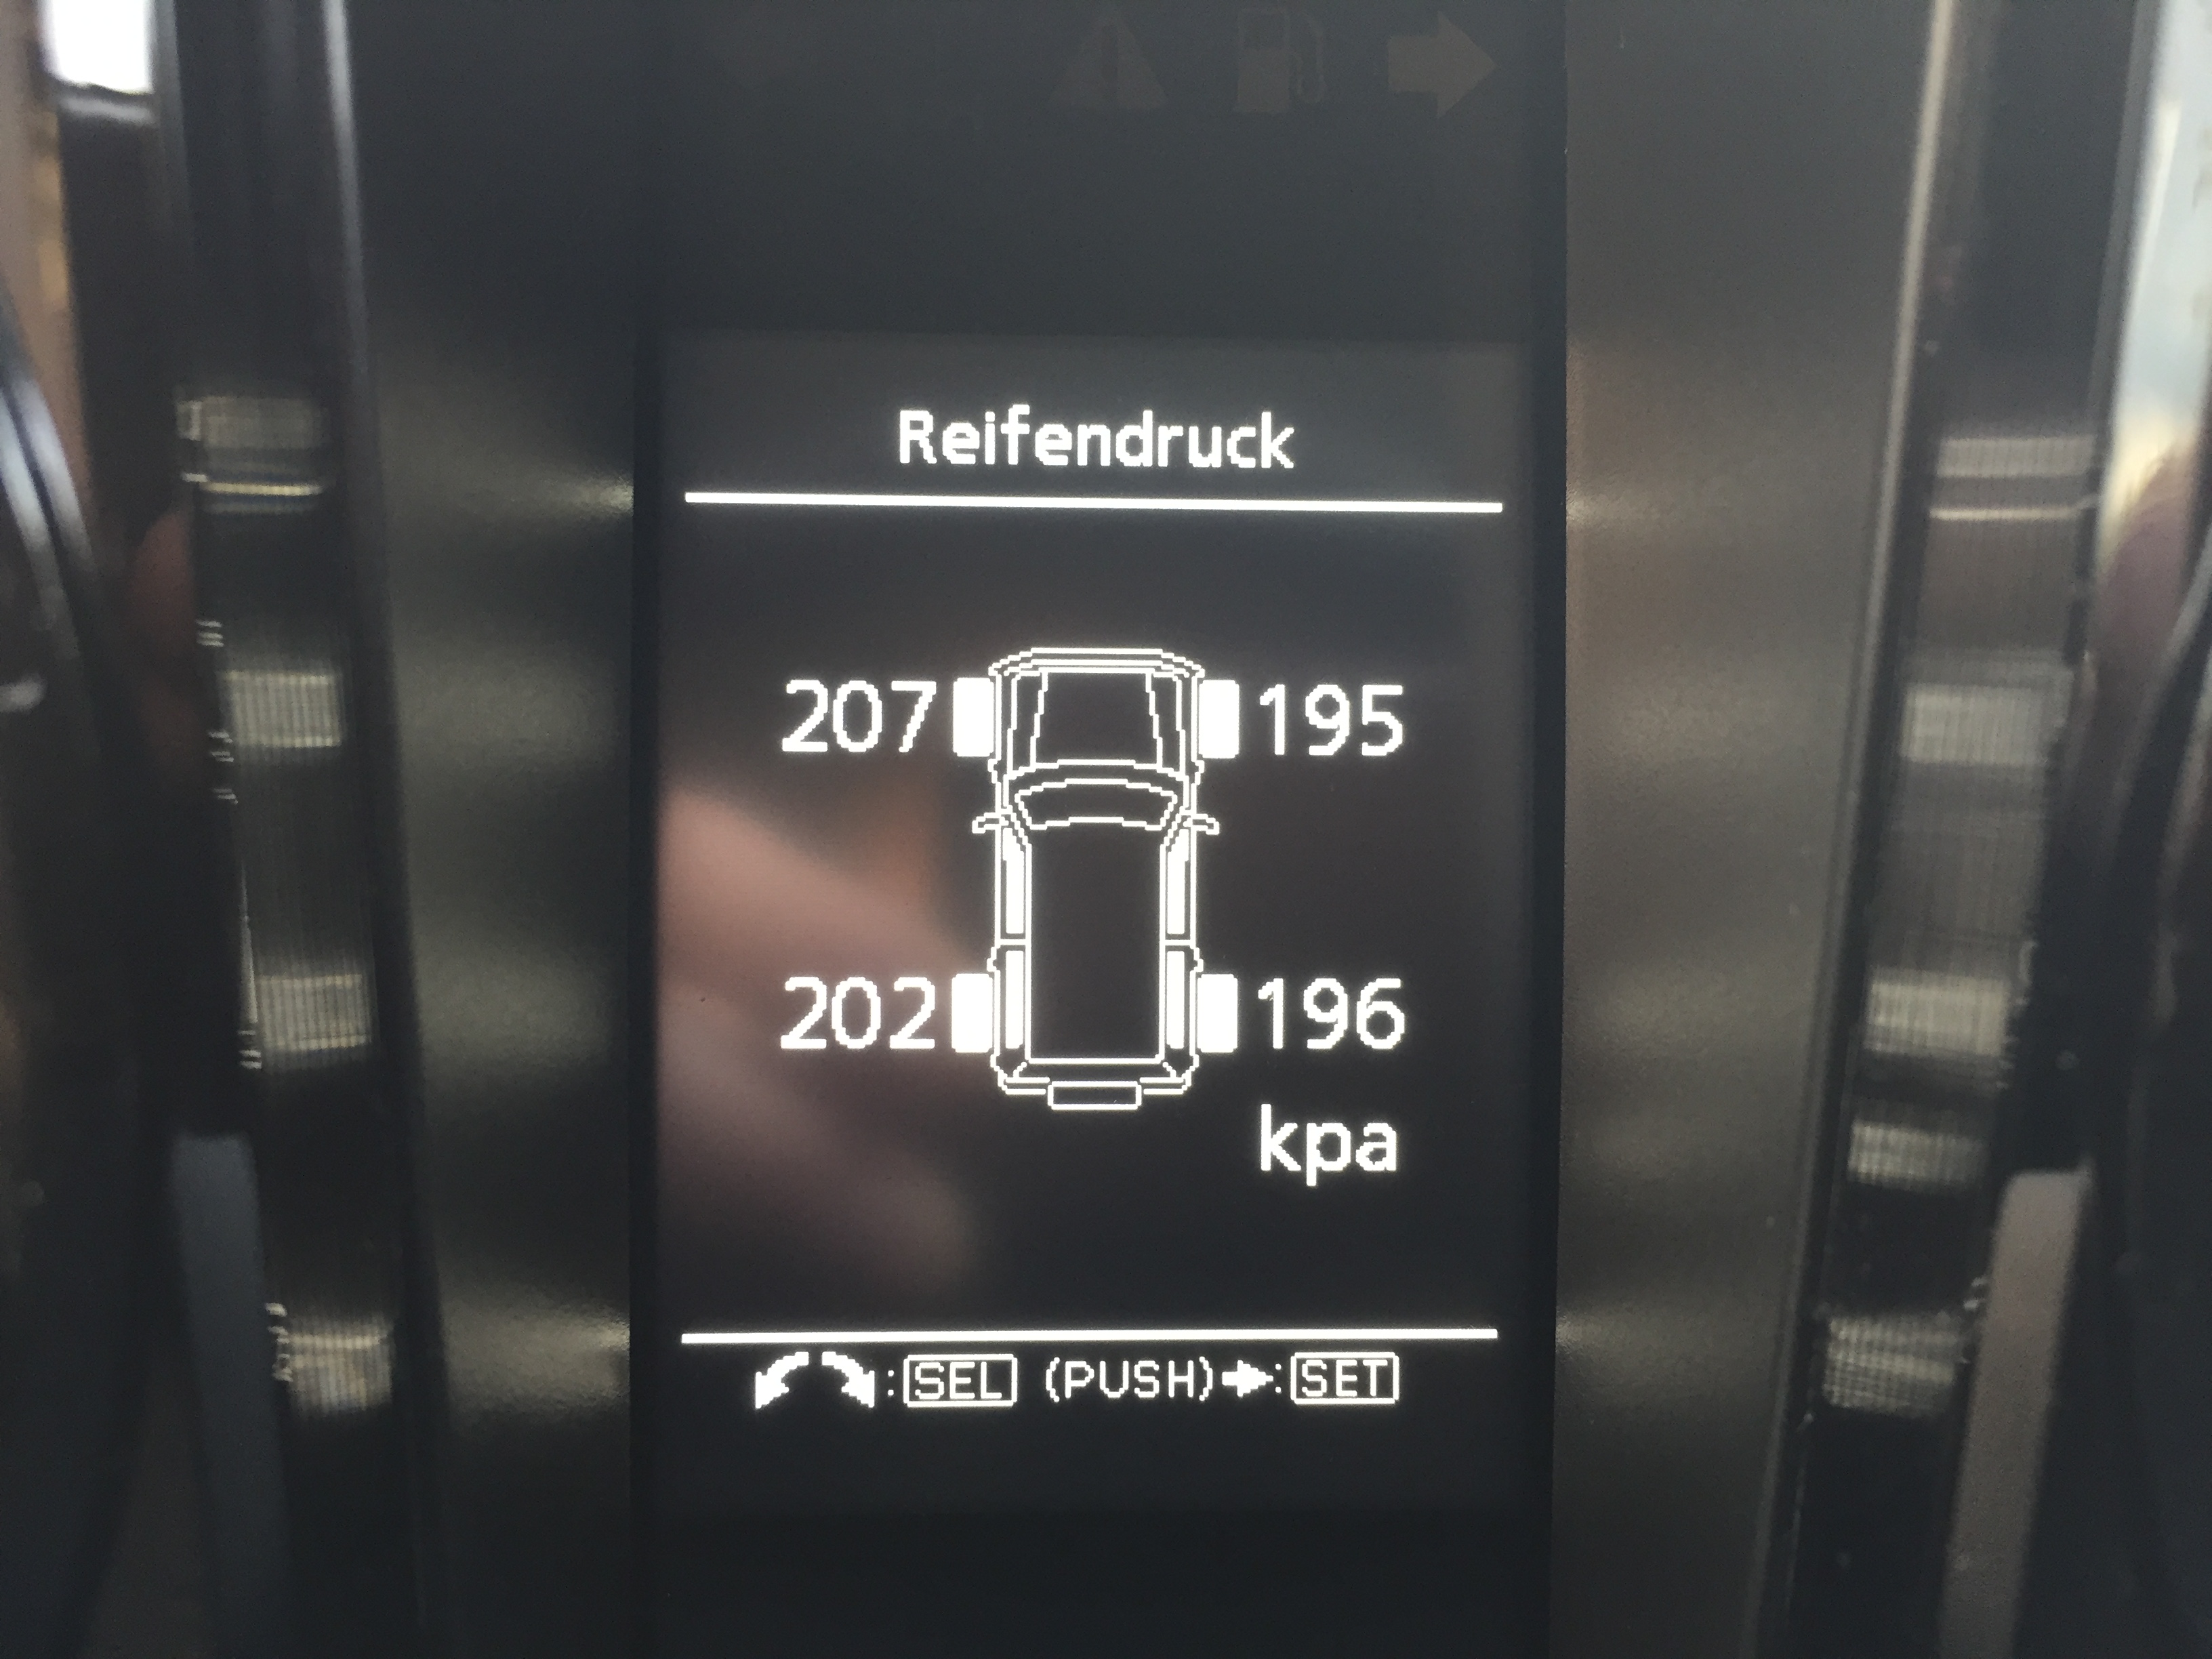 Reifendruck
207 195
202 196
kpa
: SEL (PUSH) : SET